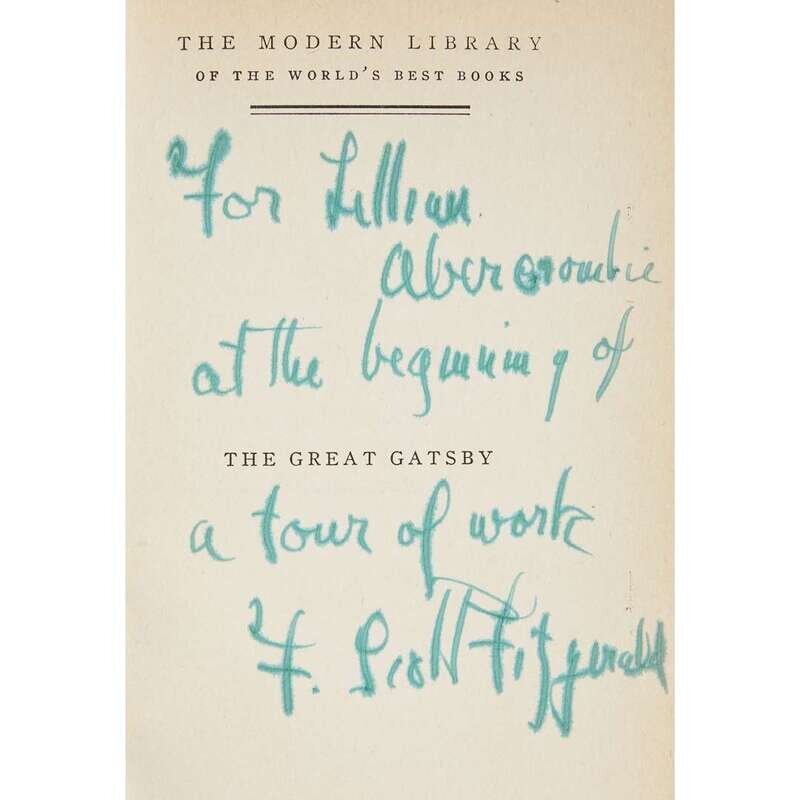 THE MODERN LIBRARY
OF THE WORLD'S BEST BOOKS
For Lillian
Abercrombie
at the beginning of
THE GREAT GATSBY
a tour of work
F. Scott Fitzgerald